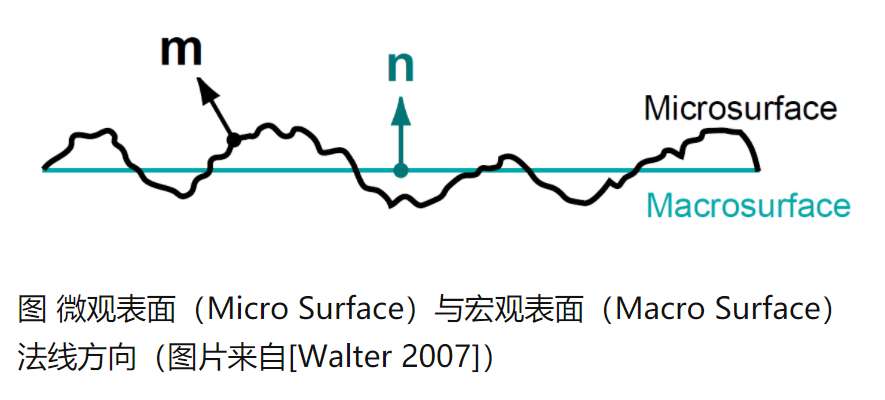 m
n
Microsurface
Macrosurface
图 微观表面（Micro Surface）与宏观表面（Macro Surface）
法线方向（图片来自[Walter 2007]）